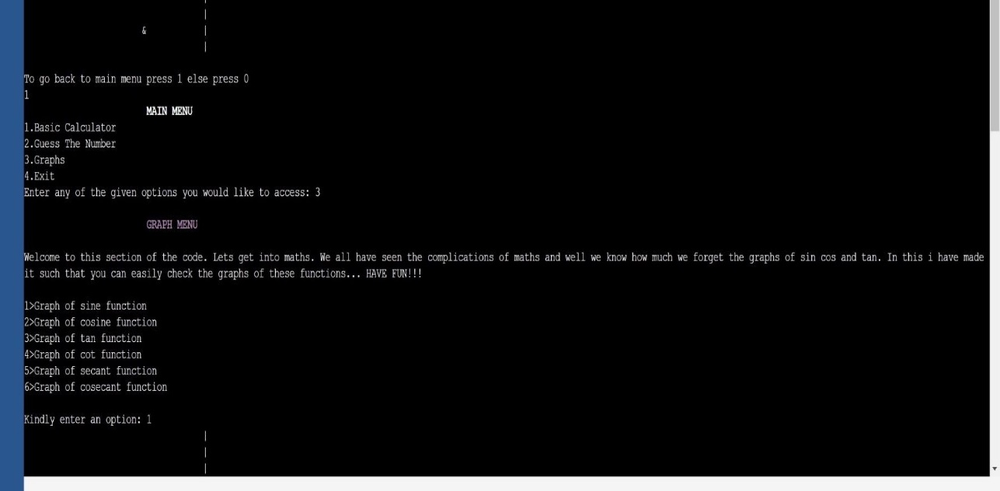 |
|
& |
|
To go back to main menu press 1 else press 0
1
MAIN MENU
1.Basic Calculator
2.Guess The Number
3.Graphs
4.Exit
Enter any of the given options you would like to access: 3
GRAPH MENU
Welcome to this section of the code. Lets get into maths. We all have seen the complications of maths and well we know how much we forget the graphs of sin cos and tan. In this i have made
it such that you can easily check the graphs of these functions... HAVE FUN!!!
1>Graph of sine function
2>Graph of cosine function
3>Graph of tan function
4>Graph of cot function
5>Graph of secant function
6>Graph of cosecant function
Kindly enter an option: 1
|
|
|